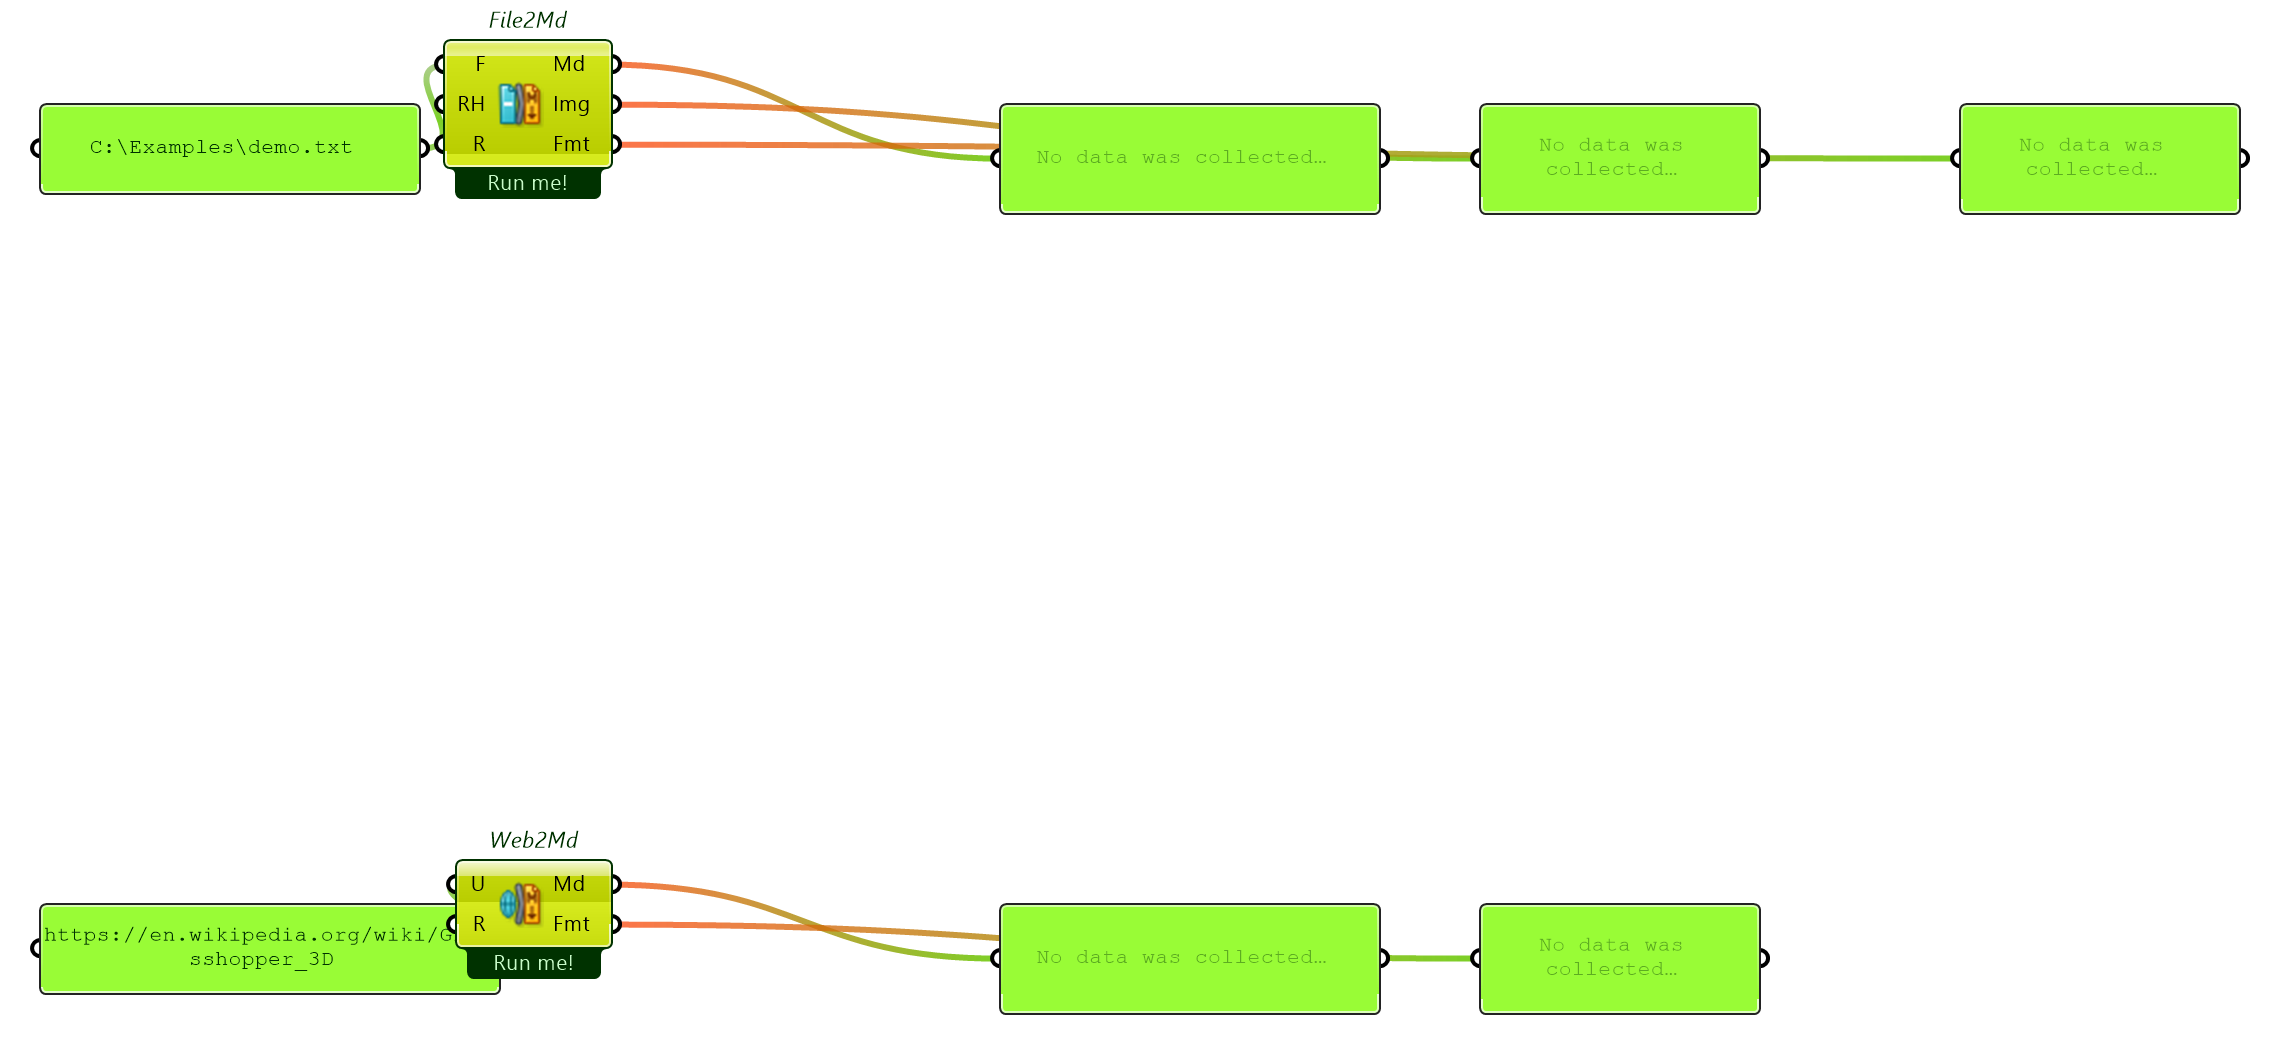 File2Md
F Md
RH Img
R Fmt
Run me!
C:\Examples\demo.txt
No data was collected…
No data was
collected…
No data was
collected…
Web2Md
U Md
R Fmt
Run me!
https://en.wikipedia.org/wiki/G
sshopper_3D
No data was collected…
No data was
collected…